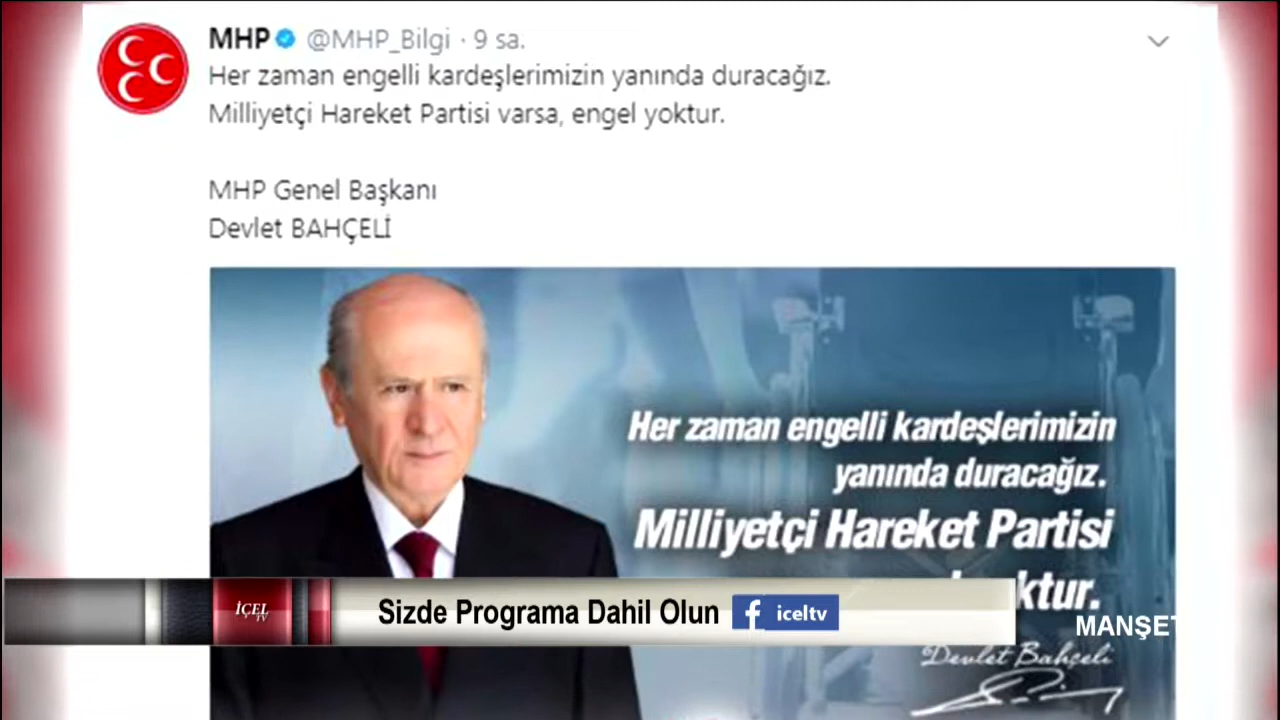 MHP @MHP_Bilgi · 9 sa.
Her zaman engelli kardeşlerimizin yanında duracağız.
Milliyetçi Hareket Partisi varsa, engel yoktur.
MHP Genel Başkanı
Devlet BAHÇELİ
Her zaman engelli kardeşlerimizin
yanında duracağız.
Milliyetçi Hareket Partisi
ktur.
İÇEL TV
Sizde Programa Dahil Olun f iceltv
MANŞET
Devlet Bahçeli